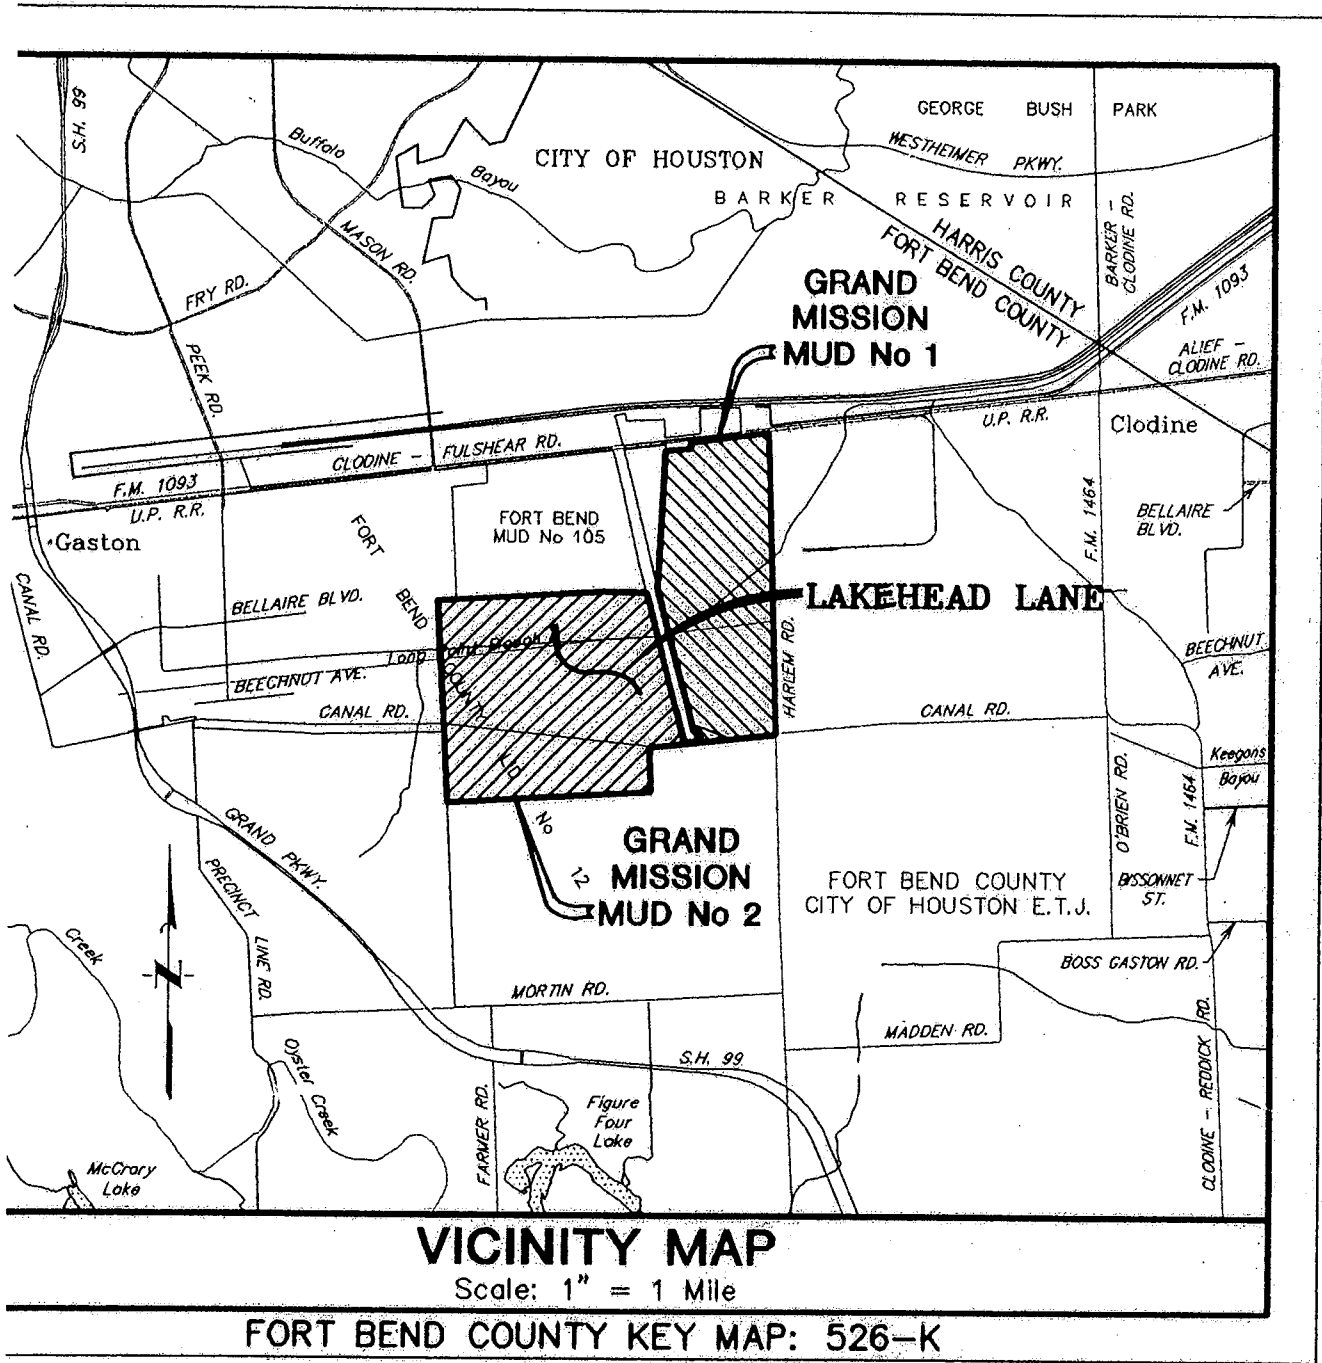 S.H. 99
GEORGE BUSH PARK
WESTHEIMER PKWY.
Buffalo
Bayou
CITY OF HOUSTON
BARKER RESERVOIR
BARKER -
CLODINE RD.
HARRIS COUNTY
FORT BEND COUNTY
MASON RD.
FRY RD.
PEEK RD.
GRAND
MISSION
MUD No 1
F.M. 1093
ALIEF -
CLODINE RD.
U.P. R.R.
Clodine
CLODINE - FULSHEAR RD.
F.M. 1093
U.P. R.R.
Gaston
FORT BEND
MUD No 105
F.M. 1464
BELLAIRE
BLVD.
FORT BEND COUNTY
No 12
CANAL RD.
BELLAIRE BLVD.
LAKEHEAD LANE
Long Point Slough
BEECHNUT AVE.
BEECHNUT
AVE.
HARLEM RD.
CANAL RD.
CANAL RD.
Keegans
Bayou
O'BRIEN RD.
F.M. 1464
GRAND PKWY.
GRAND
MISSION
MUD No 2
PRECINCT LINE RD.
FORT BEND COUNTY
CITY OF HOUSTON E.T.J.
BISSONNET
ST.
BOSS GASTON RD.
Creek
N
MORTIN RD.
MADDEN RD.
S.H. 99
Oyster Creek
FARMER RD.
Figure
Four
Lake
CLODINE - REDDICK RD.
McCrary
Lake
VICINITY MAP
Scale: 1" = 1 Mile
FORT BEND COUNTY KEY MAP: 526-K